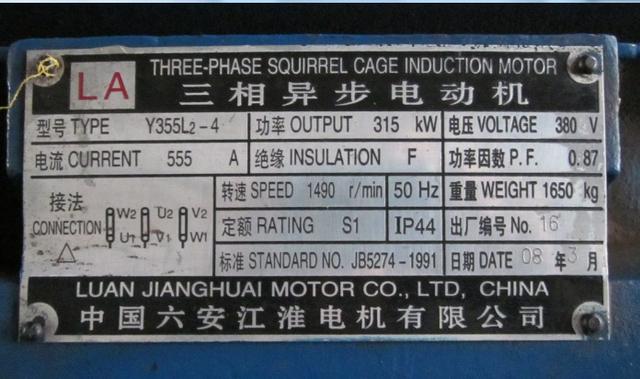 LA
THREE-PHASE SQUIRREL CAGE INDUCTION MOTOR
三相异步电动机
型号 TYPE Y355L2-4 功率 OUTPUT 315 kW 电压 VOLTAGE 380 V
电流 CURRENT 555 A 绝缘 INSULATION F 功率因数 P.F. 0.87
接法 转速 SPEED 1490 r/min 50 Hz 重量 WEIGHT 1650 kg
CONNECTION W2 U2 V2 定额 RATING S1 IP44 出厂编号 No. 16
U1 V1 W1
△ 标准 STANDARD NO. JB5274-1991 日期 DATE 08 年 3 月
LUAN JIANGHUAI MOTOR CO., LTD, CHINA
中国六安江淮电机有限公司